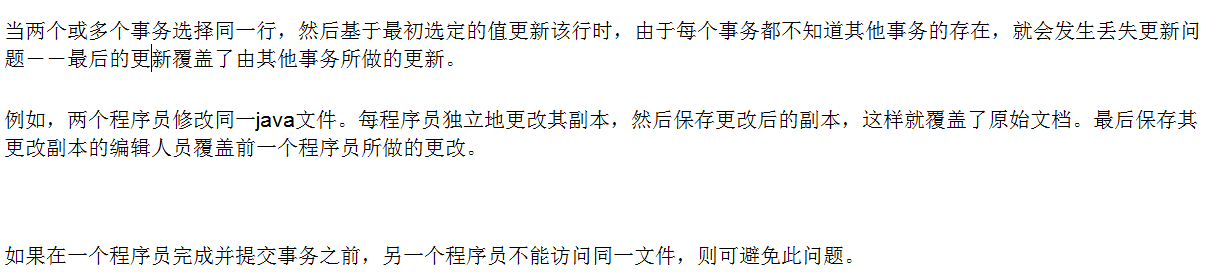 当两个或多个事务选择同一行，然后基于最初选定的值更新该行时，由于每个事务都不知道其他事务的存在，就会发生丢失更新问
题－－最后的更新覆盖了由其他事务所做的更新。
例如，两个程序员修改同一java文件。每程序员独立地更改其副本，然后保存更改后的副本，这样就覆盖了原始文档。最后保存其
更改副本的编辑人员覆盖前一个程序员所做的更改。
如果在一个程序员完成并提交事务之前，另一个程序员不能访问同一文件，则可避免此问题。